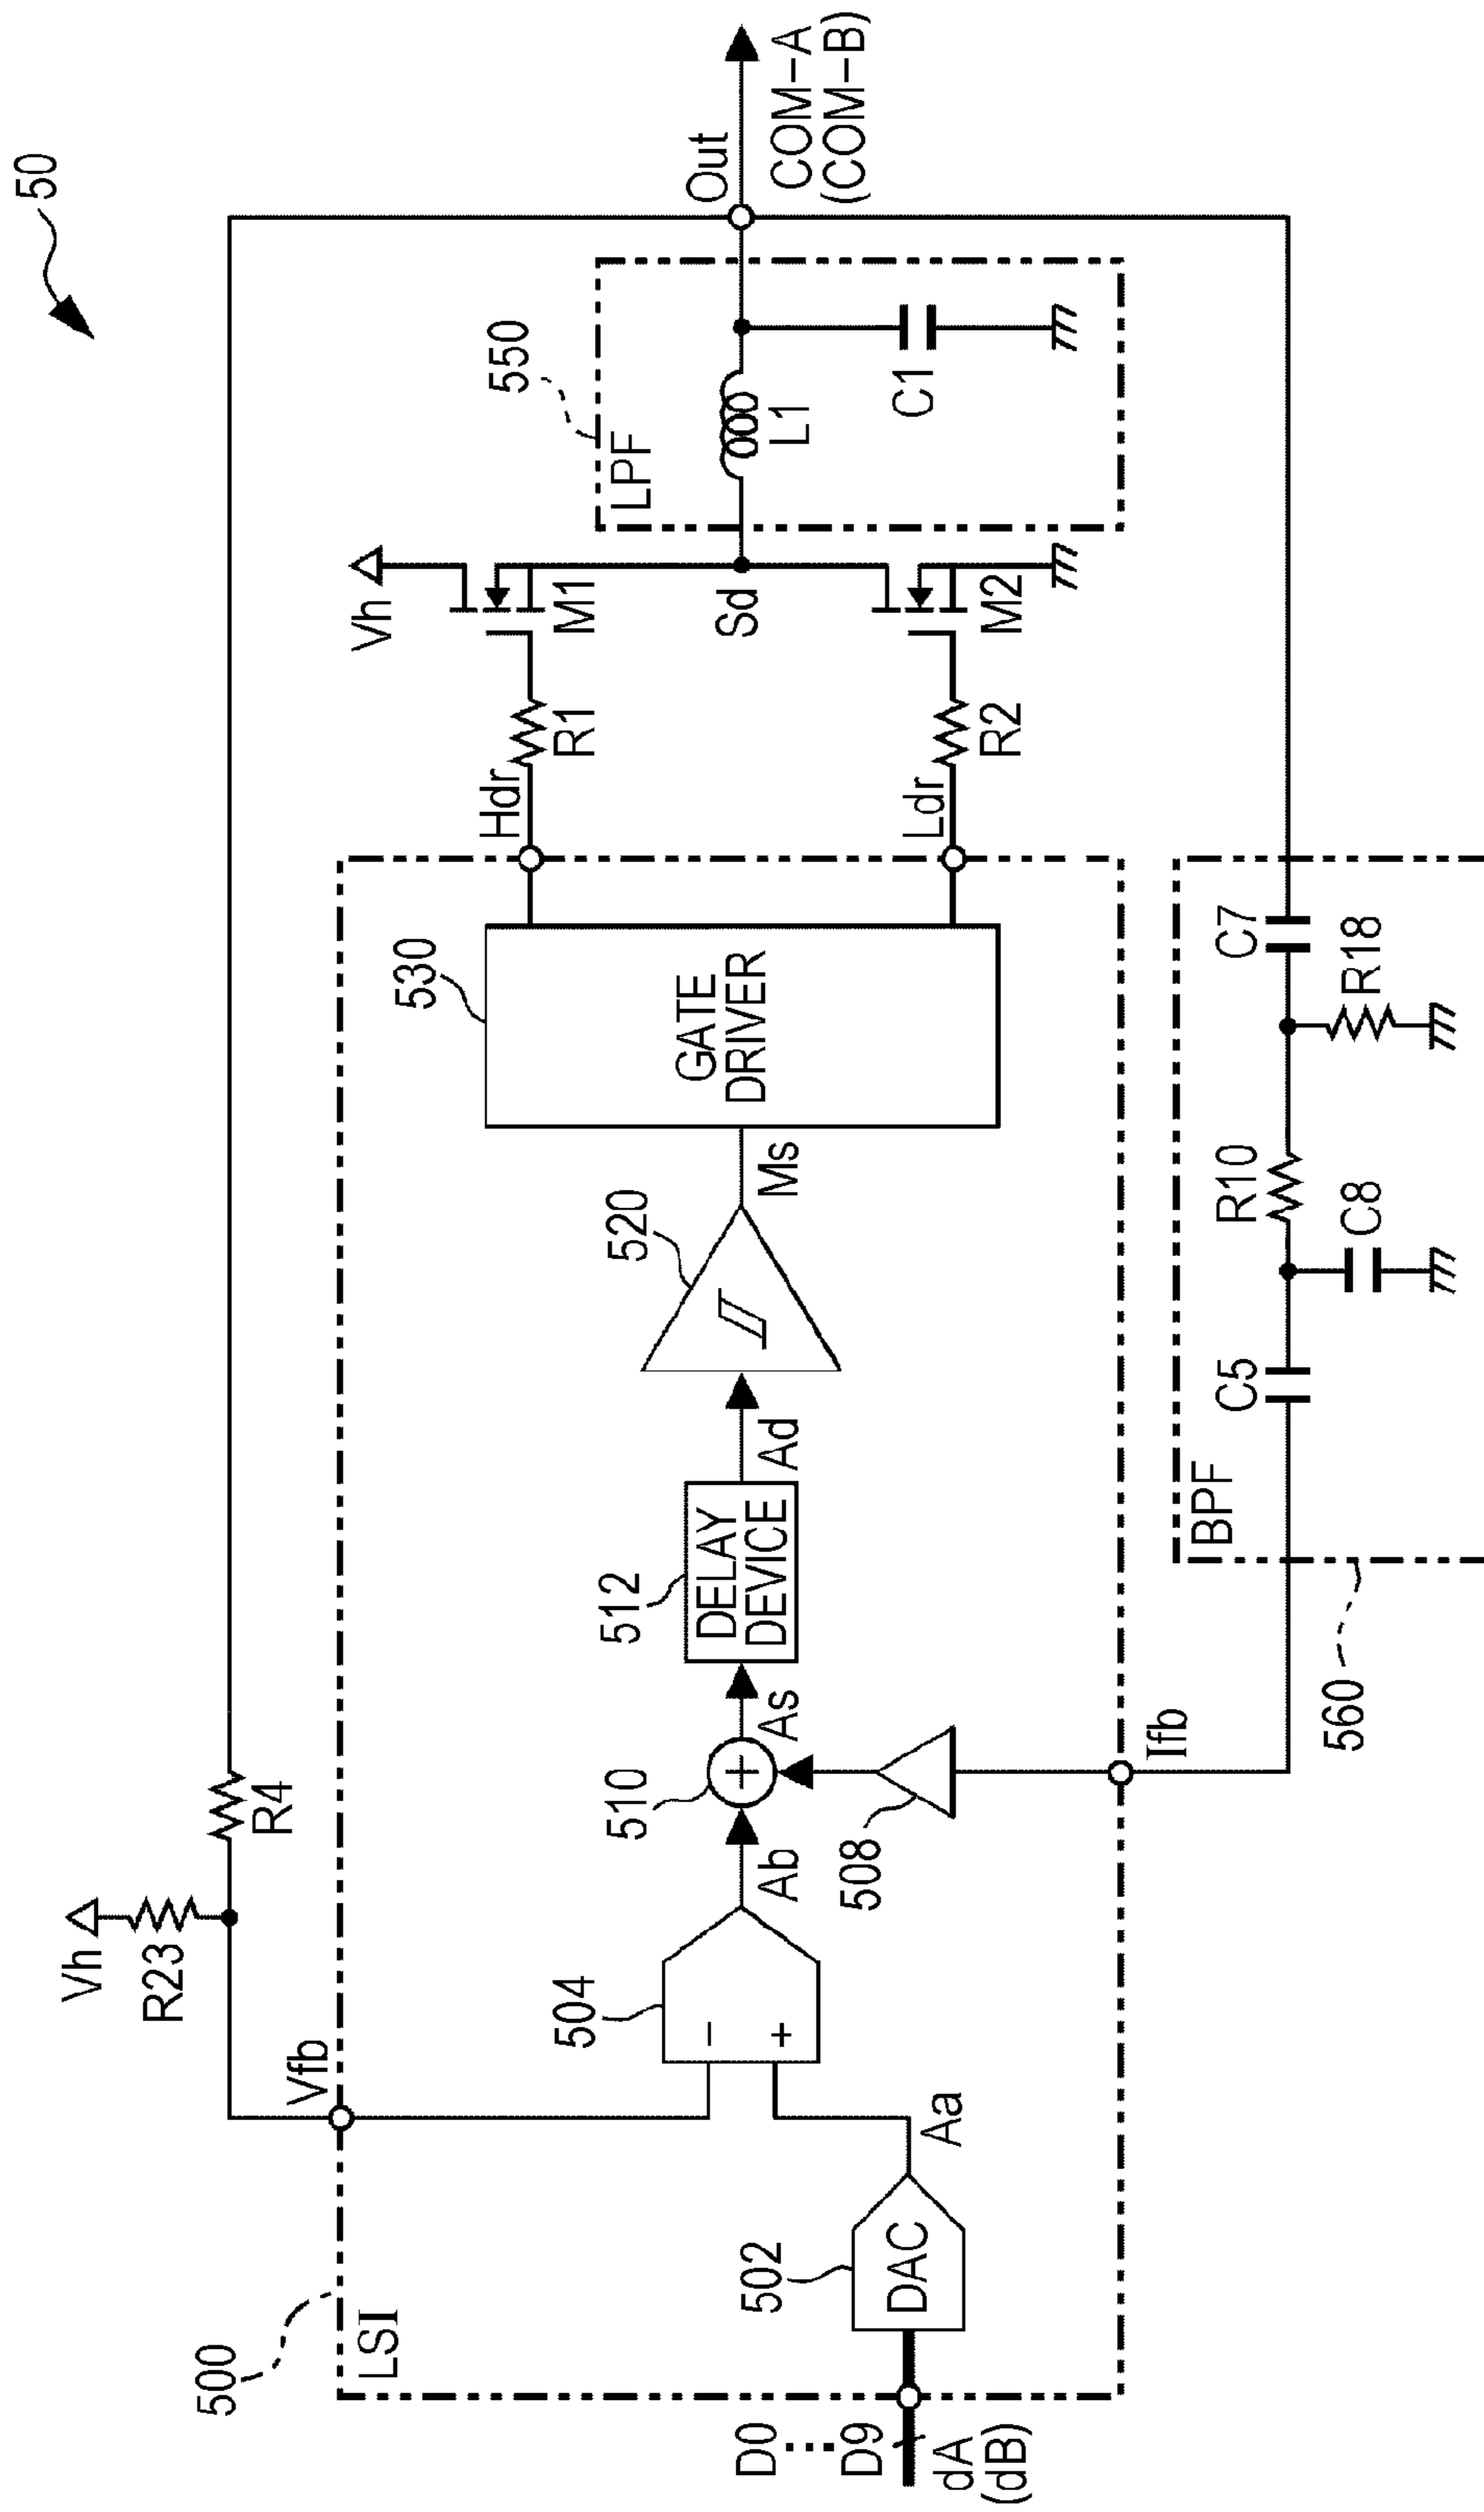 50
Vh
R23
R4
Vfb
500
LSI
D0
⋮
D9
dA
(dB)
502
DAC
Aa
504
−
+
Ab
510
+
As
508
Ifb
512
DELAY
DEVICE
Ad
520
Ms
530
GATE
DRIVER
Hdr
R1
M1
Vh
Sd
Ldr
R2
M2
550
LPF
L1
C1
Out
COM−A
(COM−B)
560
BPF
C5
C8
R10
R18
C7